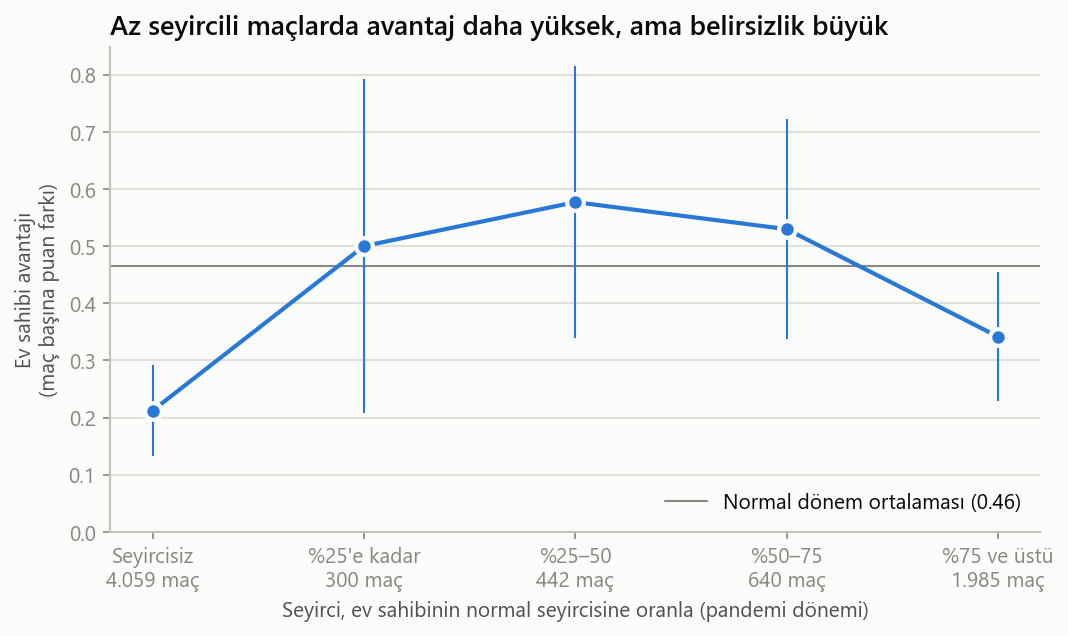 Az seyircili maçlarda avantaj daha yüksek, ama belirsizlik büyük
Ev sahibi avantajı
(maç başına puan farkı)
0.8
0.7
0.6
0.5
0.4
0.3
0.2
0.1
0.0
Normal dönem ortalaması (0.46)
Seyircisiz
4.059 maç
%25'e kadar
300 maç
%25–50
442 maç
%50–75
640 maç
%75 ve üstü
1.985 maç
Seyirci, ev sahibinin normal seyircisine oranla (pandemi dönemi)